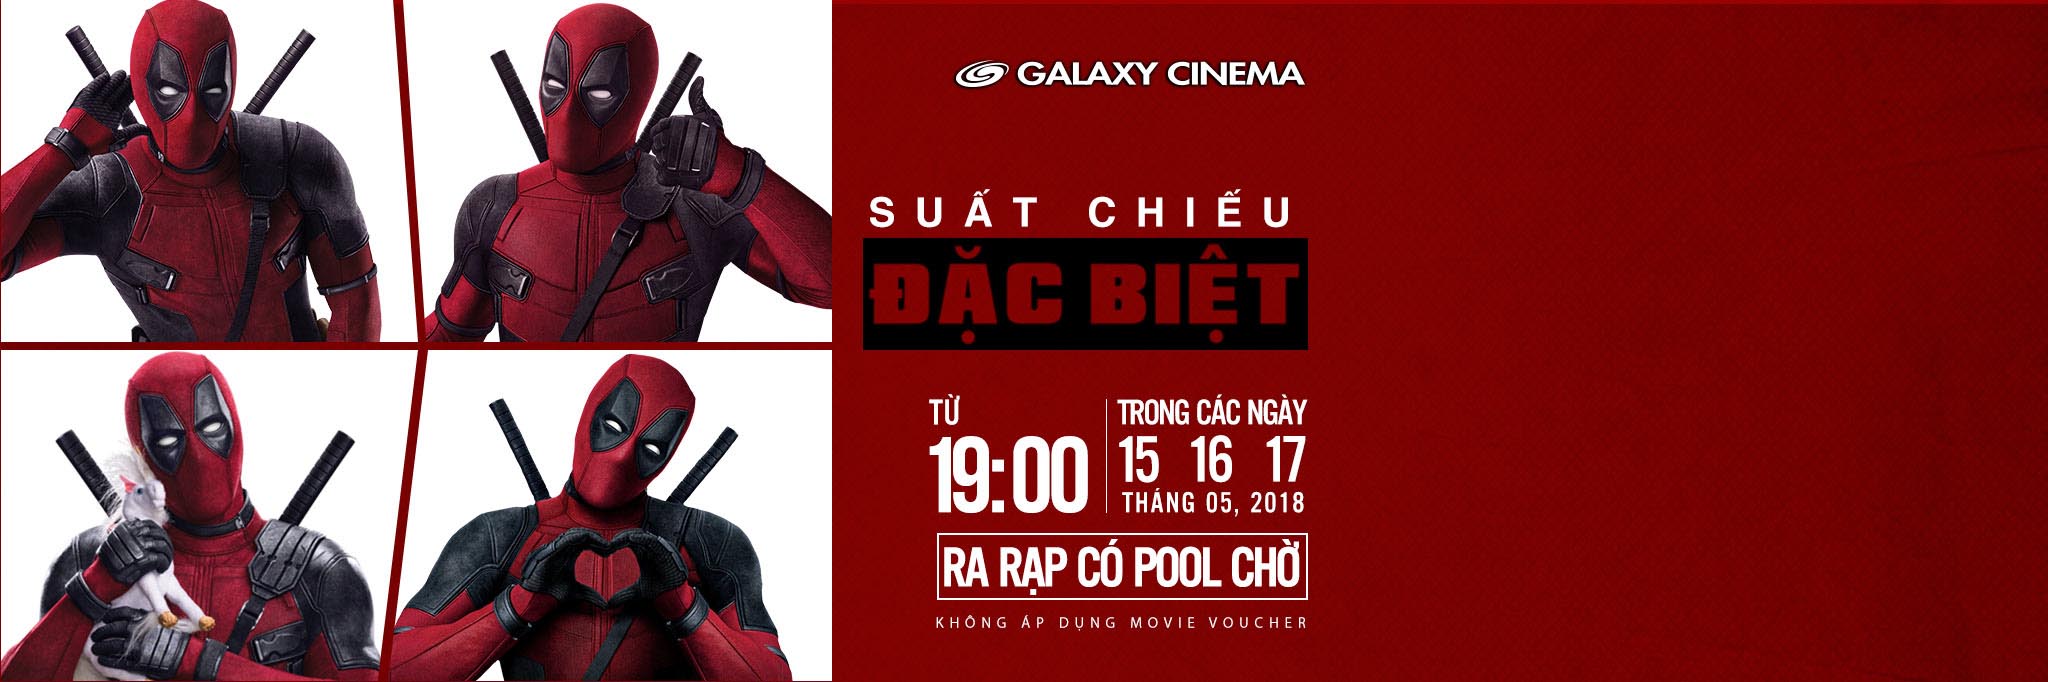 GALAXY CINEMA
SUẤT CHIẾU
ĐẶC BIỆT
TỪ
19:00
TRONG CÁC NGÀY
15 16 17
THÁNG 05, 2018
RA RẠP CÓ POOL CHỜ
KHÔNG ÁP DỤNG MOVIE VOUCHER